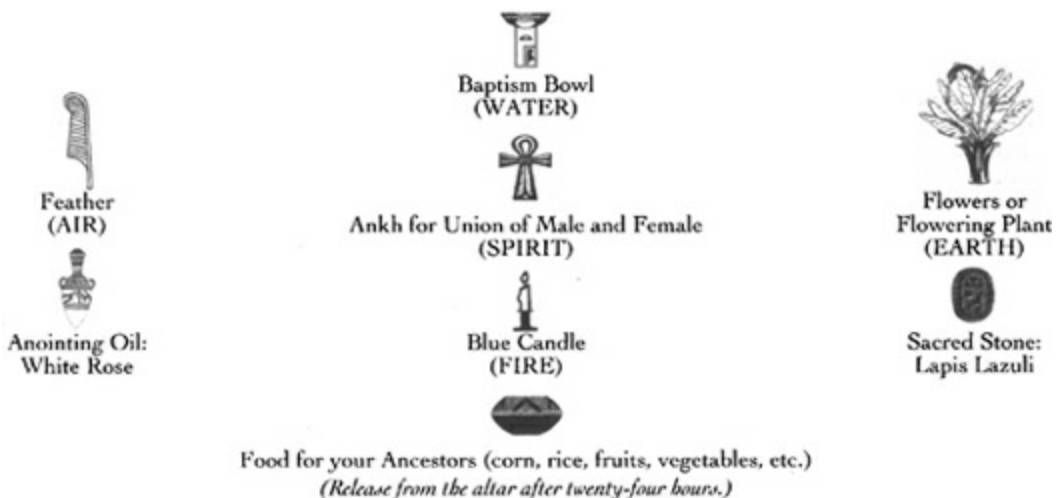 Baptism Bowl
(WATER)
Feather
(AIR)
Ankh for Union of Male and Female
(SPIRIT)
Flowers or
Flowering Plant
(EARTH)
Anointing Oil:
White Rose
Blue Candle
(FIRE)
Sacred Stone:
Lapis Lazuli
Food for your Ancestors (corn, rice, fruits, vegetables, etc.)
(Release from the altar after twenty-four hours.)